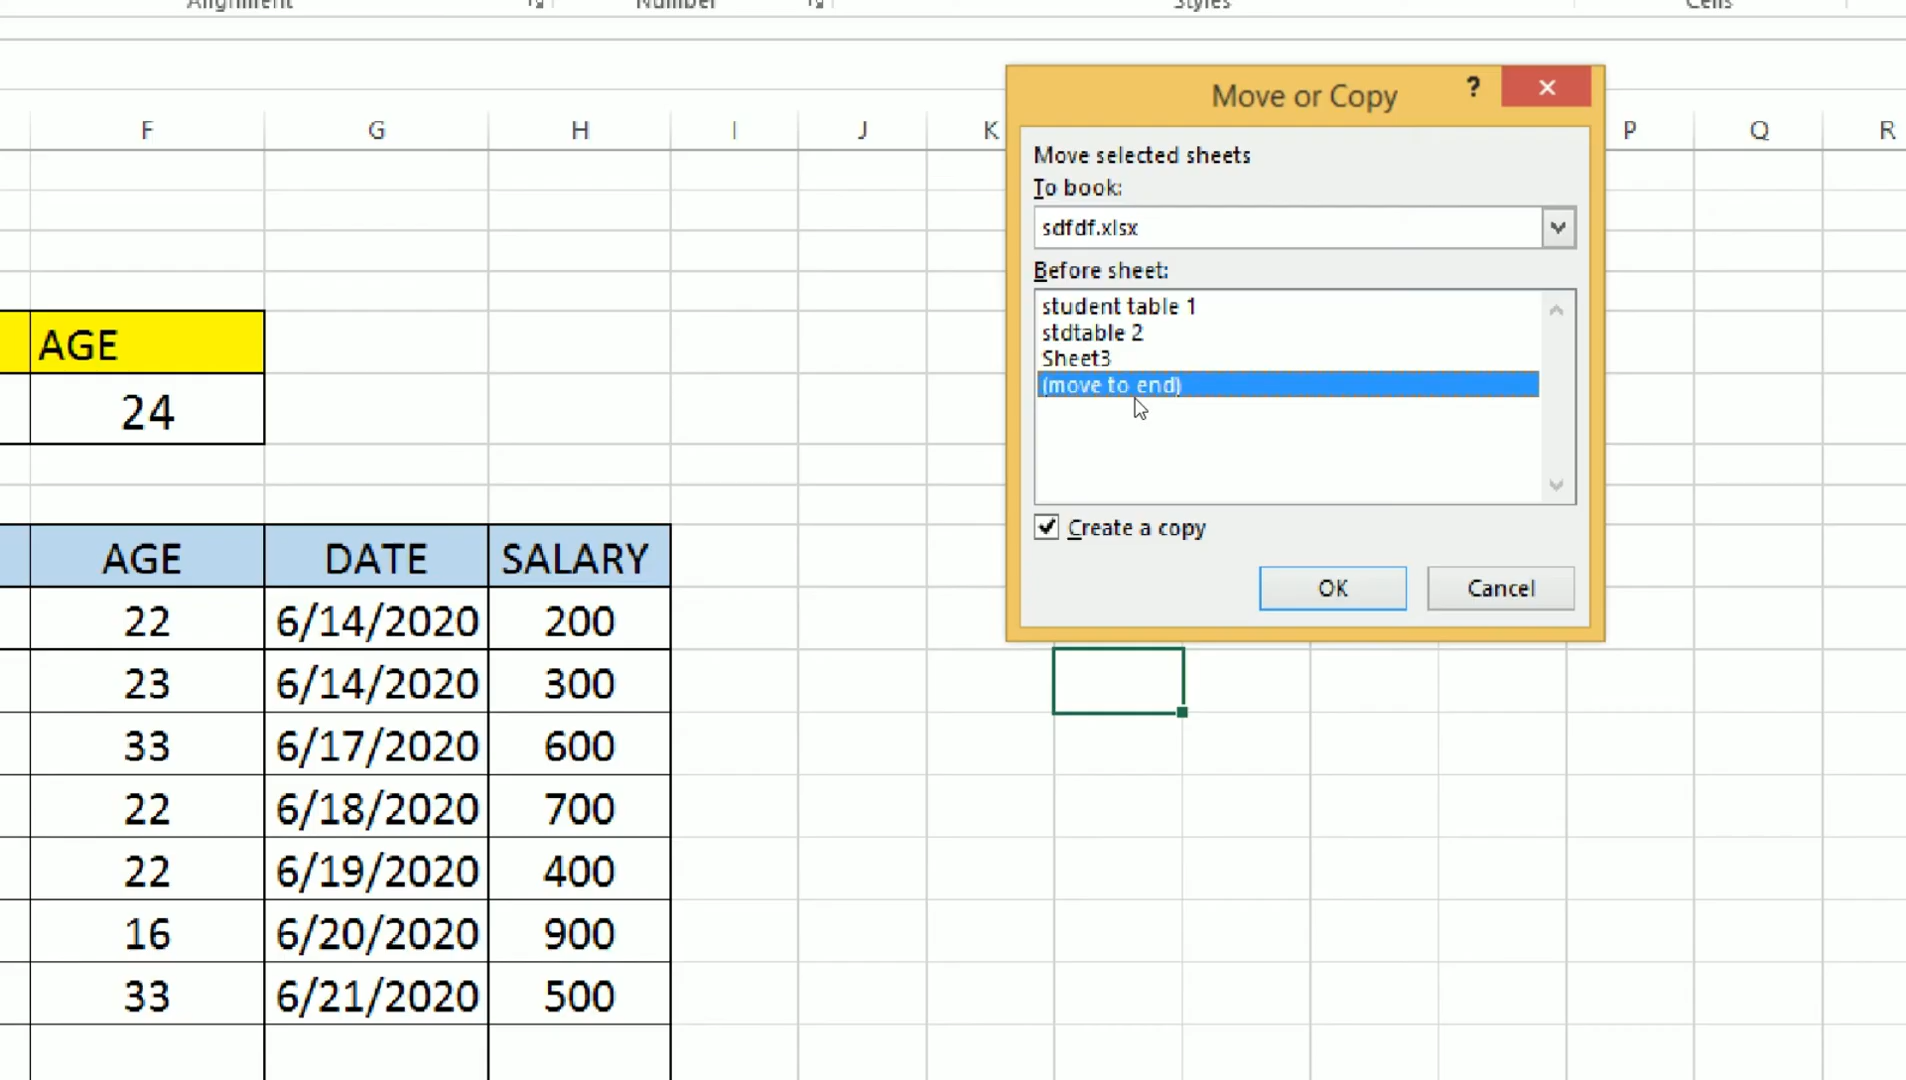 Alignment Number Styles Cells
Move or Copy ?
F G H I J K P Q R
Move selected sheets
To book:
sdfdf.xlsx
Before sheet:
student table 1
stdtable 2
Sheet3
(move to end)
Create a copy
OK Cancel
AGE
24
AGE DATE SALARY
22 6/14/2020 200
23 6/14/2020 300
33 6/17/2020 600
22 6/18/2020 700
22 6/19/2020 400
16 6/20/2020 900
33 6/21/2020 500